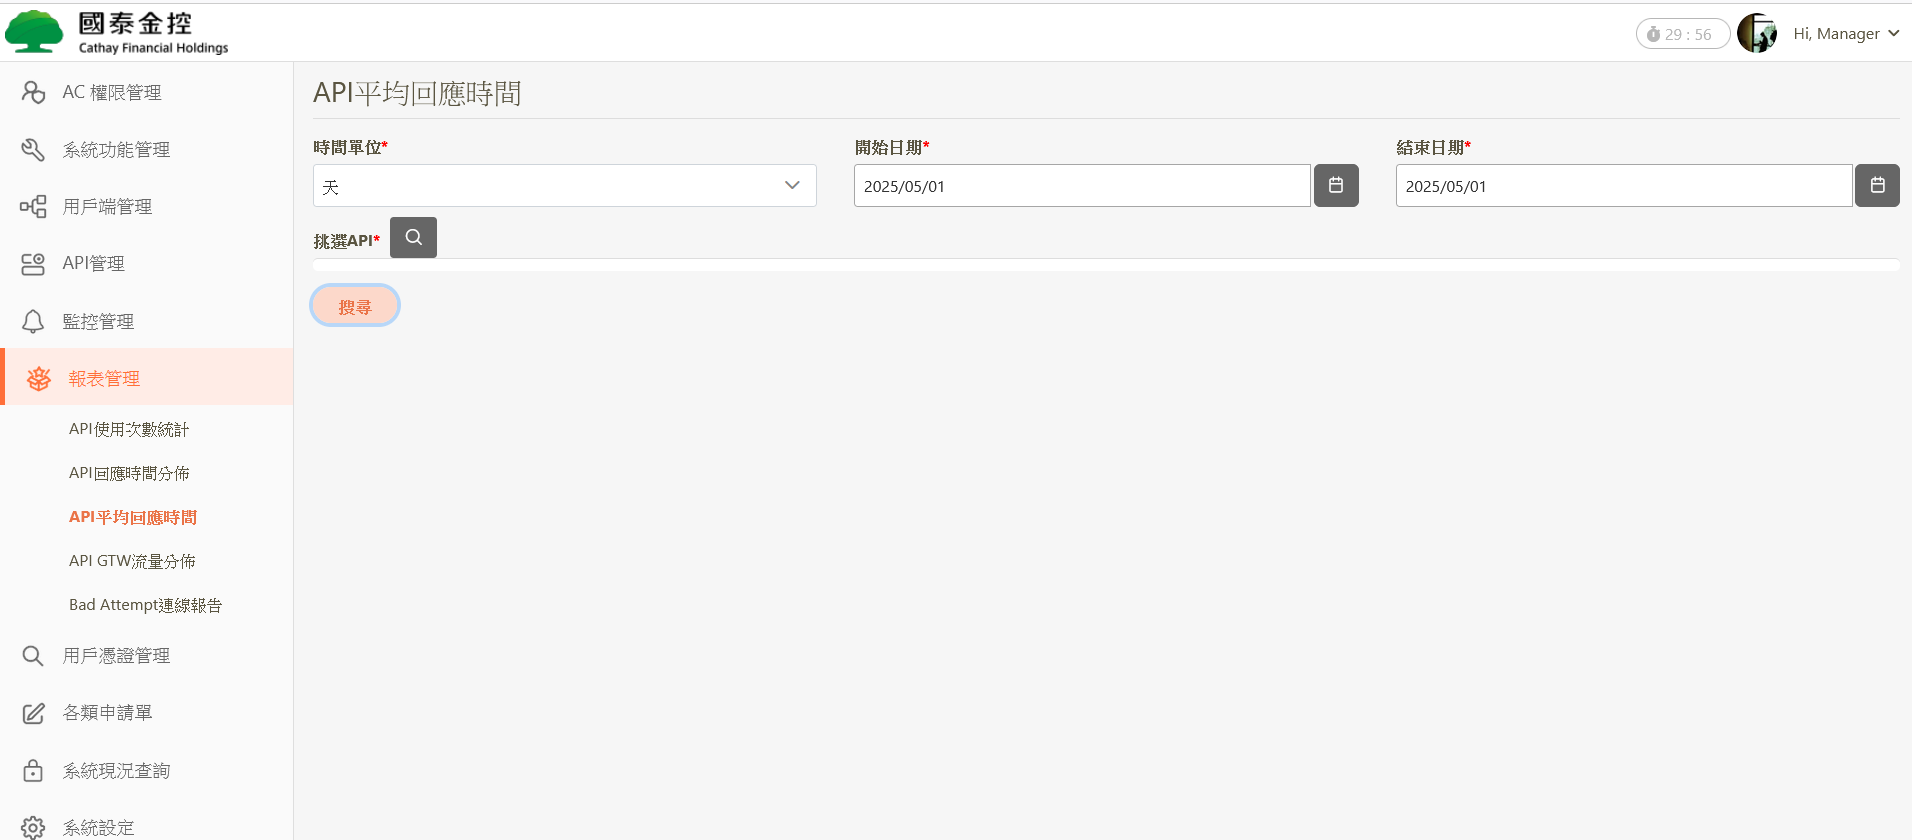 國泰金控
Cathay Financial Holdings
29 : 56
Hi, Manager
AC 權限管理
系統功能管理
用戶端管理
API管理
監控管理
報表管理
API使用次數統計
API回應時間分佈
API平均回應時間
API GTW流量分佈
Bad Attempt連線報告
用戶憑證管理
各類申請單
系統現況查詢
系統設定
API平均回應時間
時間單位*
天
開始日期*
2025/05/01
結束日期*
2025/05/01
挑選API*
搜尋